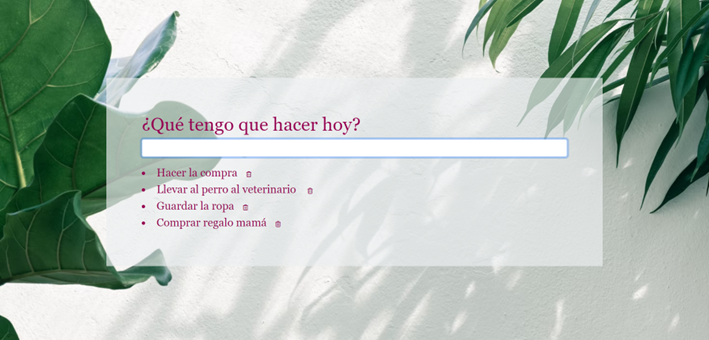 ¿Qué tengo que hacer hoy?
Hacer la compra
Llevar al perro al veterinario
Guardar la ropa
Comprar regalo mamá